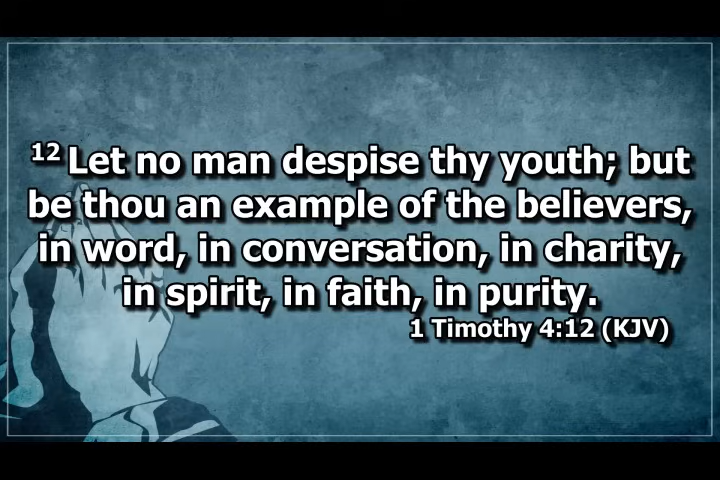 12 Let no man despise thy youth; but
be thou an example of the believers,
in word, in conversation, in charity,
in spirit, in faith, in purity.
1 Timothy 4:12 (KJV)